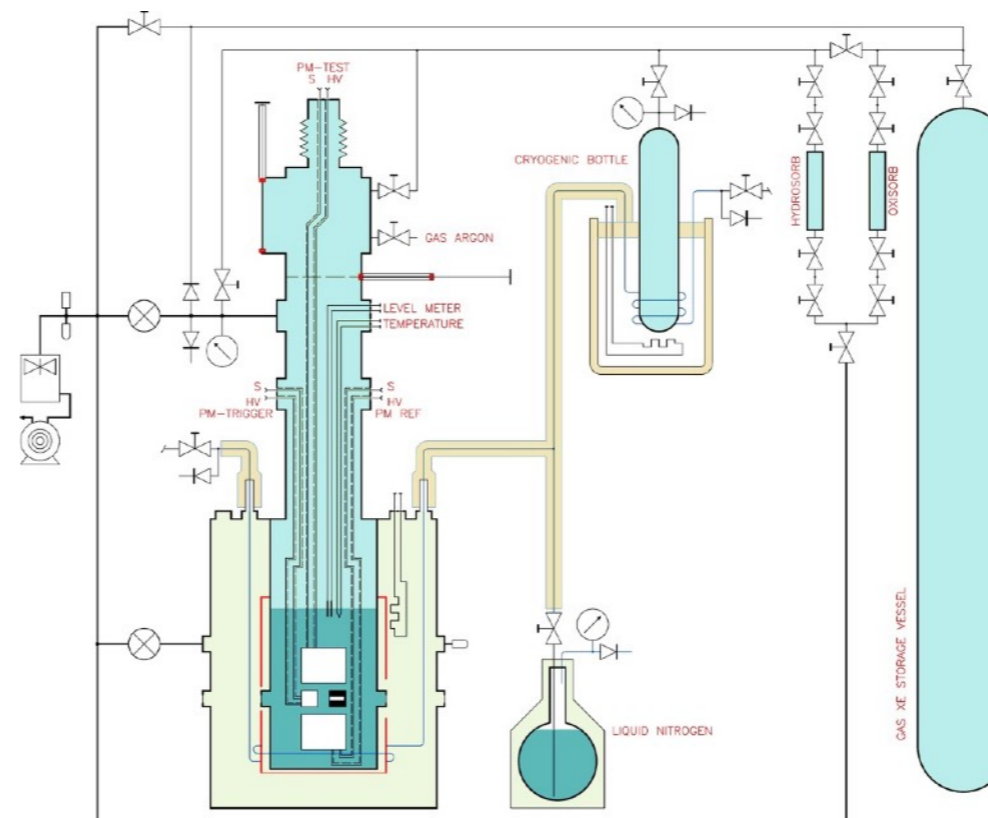 PM-TEST
S HV
CRYOGENIC BOTTLE
HYDROSORB
OXISORB
GAS ARGON
LEVEL METER
TEMPERATURE
S
HV
PM-TRIGGER
S
HV
PM REF
LIQUID NITROGEN
GAS XE STORAGE VESSEL